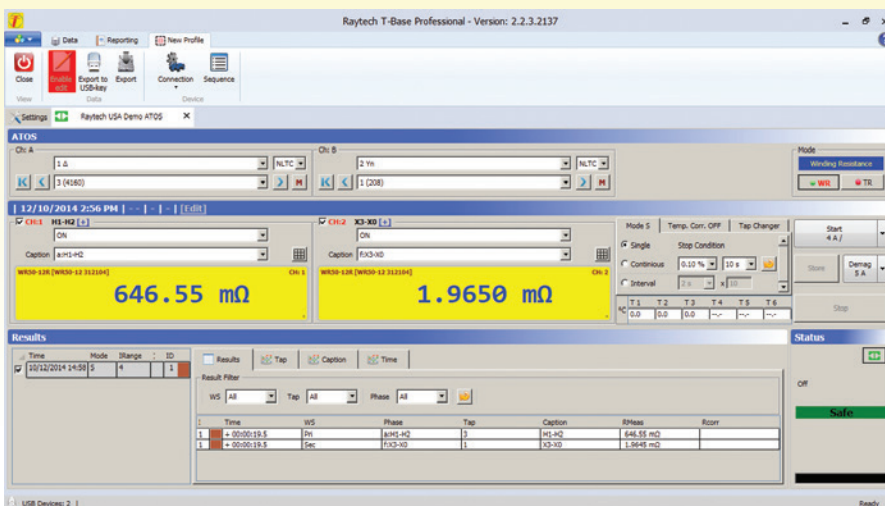 Raytech T-Base Professional - Version: 2.2.3.2137
Data Reporting New Profile
Close Enable edit Export to USB-key Export Connection Sequence
View Data Device
Settings Raytech USA Demo ATOS X
ATOS
Ch: A Ch: B Mode
1 Δ NLTC 2 Yn NLTC Winding Resistance
3 (4160) M 1 (208) M WR TR
| 12/10/2014 2:56 PM | - - | - | - | [Edit]
CH:1 H1-H2 [+] CH:2 X3-X0 [+] Mode S Temp. Corr. OFF Tap Changer Start 4 A /
ON ON Single Stop Condition
Caption a:H1-H2 Caption f:X3-X0 Continious 0.10 % 10 s Store Demag 5 A
WR50-12R [WR50-12 312104] CH: 1 WR50-12R [WR50-12 312104] CH: 2 Interval 2 s x 10
646.55 mΩ 1.9650 mΩ Stop
T 1 T 2 T 3 T 4 T 5 T 6
°C 0.0 0.0 0.0 --.- --.- --.-
Results Status
Time Mode IRange : ID Results Tap Caption Time
10/12/2014 14:58 S 4 1 Result Filter
WS All Tap All Phase All Off
Safe
: Time WS Phase Tap Caption RMeas Rcorr
1 + 00:00:19.5 Pri a:H1-H2 3 H1-H2 646.55 mΩ
1 + 00:00:19.5 Sec f:X3-X0 1 X3-X0 1.9645 mΩ
USB Devices: 2 | Ready